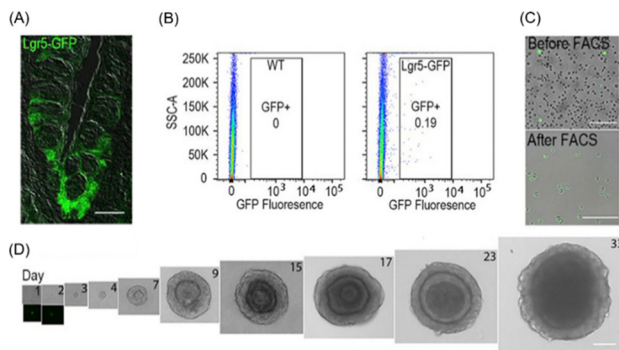 (A)
Lgr5-GFP
(B)
250K
200K
150K
100K
50K
0
SSC-A
WT
GFP+
0
0 10³ 10⁴ 10⁵
GFP Fluoresence
Lgr5-GFP
GFP+
0.19
0 10³ 10⁴ 10⁵
GFP Fluoresence
(C)
Before FACS
After FACS
(D)
Day
1 2 3 4 7 9 15 17 23 33